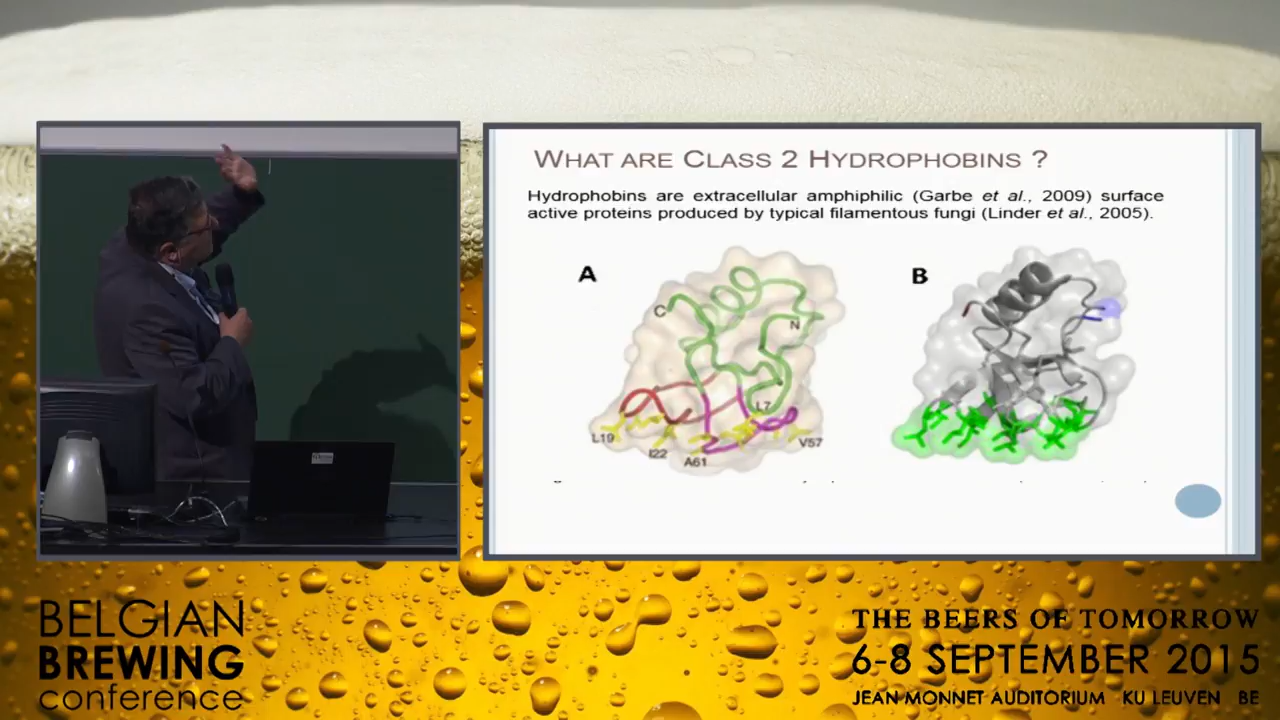 WHAT ARE CLASS 2 HYDROPHOBINS ?
Hydrophobins are extracellular amphiphilic (Garbe et al., 2009) surface
active proteins produced by typical filamentous fungi (Linder et al., 2005).
A
B
C
N
L7
L19
I22
A61
V57
BELGIAN
BREWING
conference
THE BEERS OF TOMORROW
6-8 SEPTEMBER 2015
JEAN MONNET AUDITORIUM KU LEUVEN BE